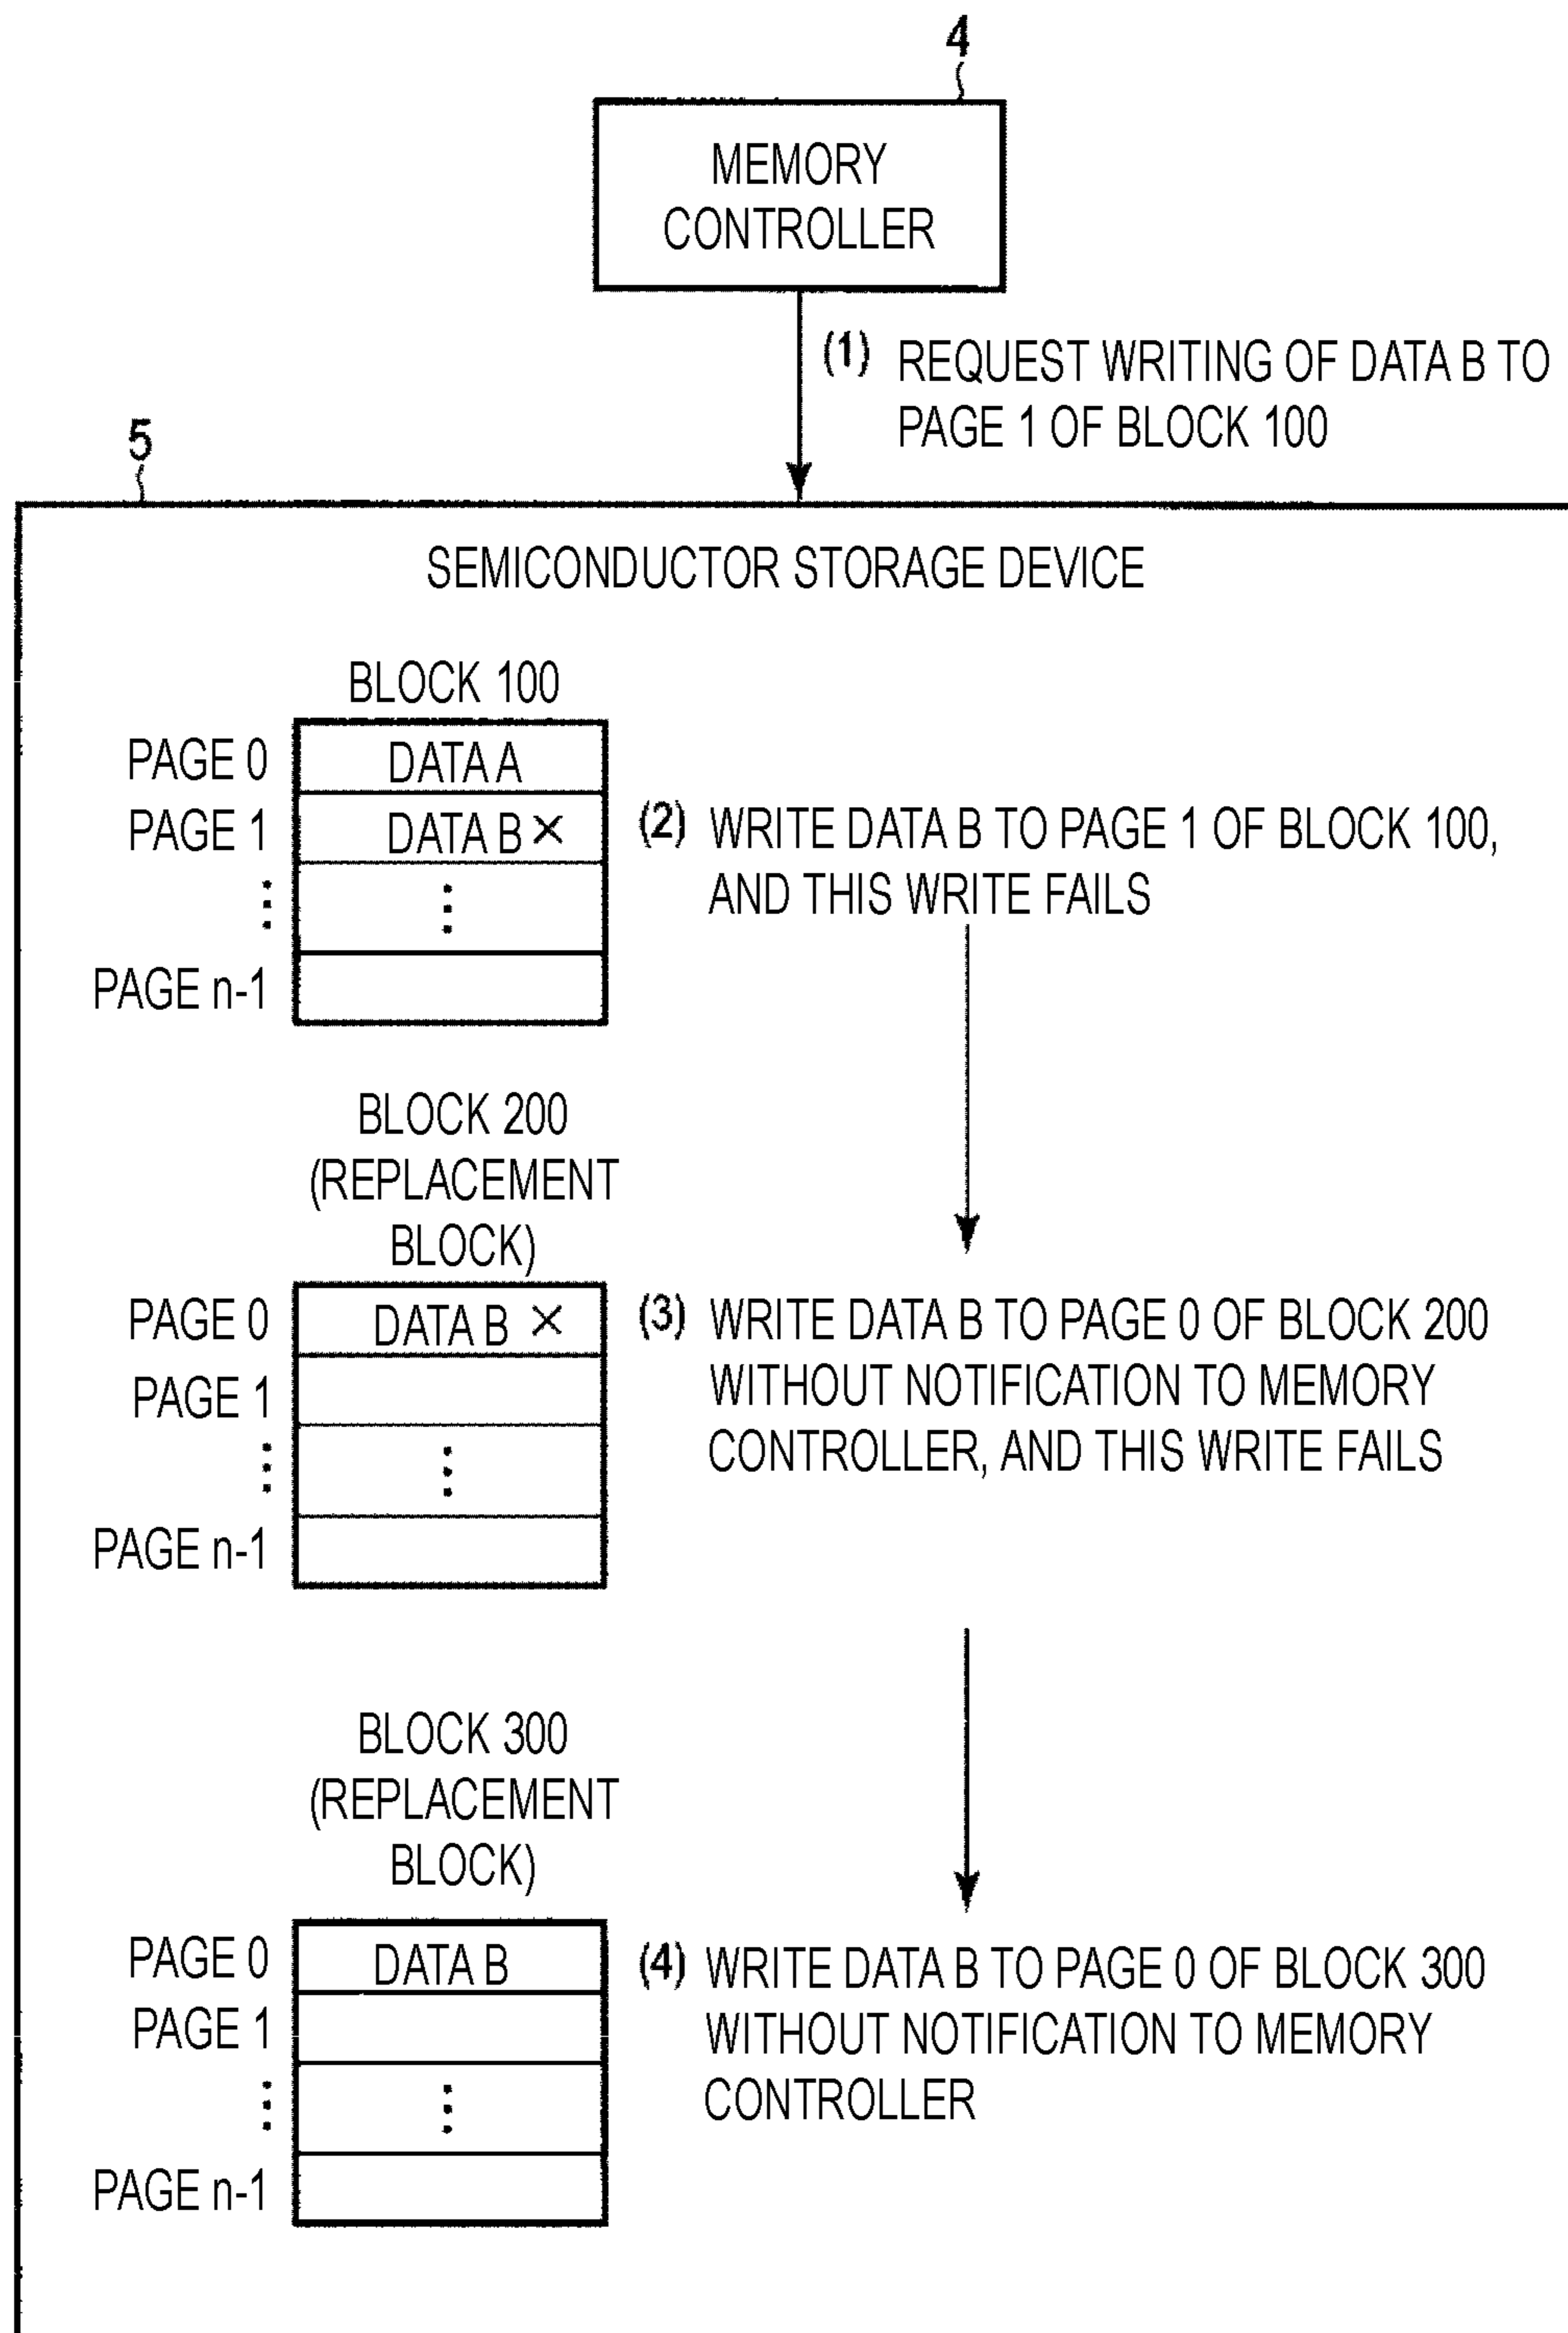 4
MEMORY
CONTROLLER
(1) REQUEST WRITING OF DATA B TO
PAGE 1 OF BLOCK 100
5
SEMICONDUCTOR STORAGE DEVICE
BLOCK 100
PAGE 0 DATA A
PAGE 1 DATA B × (2) WRITE DATA B TO PAGE 1 OF BLOCK 100,
AND THIS WRITE FAILS
PAGE n-1
BLOCK 200
(REPLACEMENT
BLOCK)
PAGE 0 DATA B × (3) WRITE DATA B TO PAGE 0 OF BLOCK 200
PAGE 1 WITHOUT NOTIFICATION TO MEMORY
CONTROLLER, AND THIS WRITE FAILS
PAGE n-1
BLOCK 300
(REPLACEMENT
BLOCK)
PAGE 0 DATA B (4) WRITE DATA B TO PAGE 0 OF BLOCK 300
PAGE 1 WITHOUT NOTIFICATION TO MEMORY
CONTROLLER
PAGE n-1